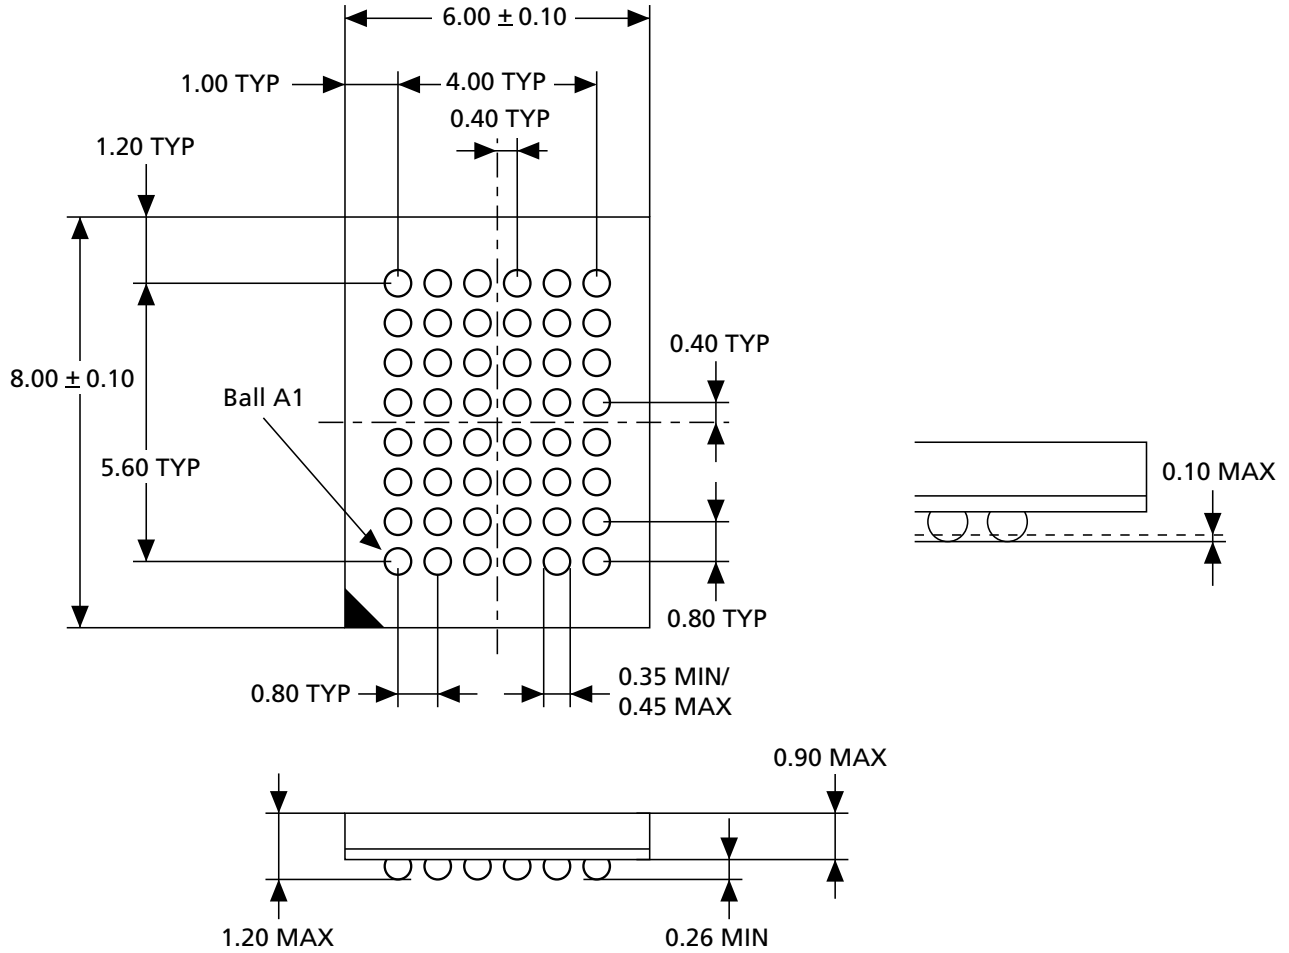 6.00 ± 0.10
1.00 TYP
4.00 TYP
0.40 TYP
1.20 TYP
0.40 TYP
8.00 ± 0.10
Ball A1
5.60 TYP
0.10 MAX
0.80 TYP
0.80 TYP
0.35 MIN/
0.45 MAX
0.90 MAX
1.20 MAX
0.26 MIN